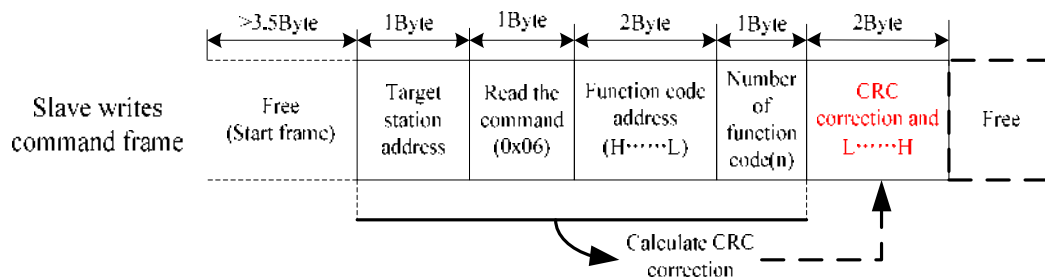 >3.5Byte 1Byte 1Byte 2Byte 1Byte 2Byte
Slave writes
command frame
Free
(Start frame)
Target
station
address
Read the
command
(0x06)
Function code
address
(H······L)
Number
of
function
code(n)
CRC
correction and
L······H
Free
Calculate CRC
correction